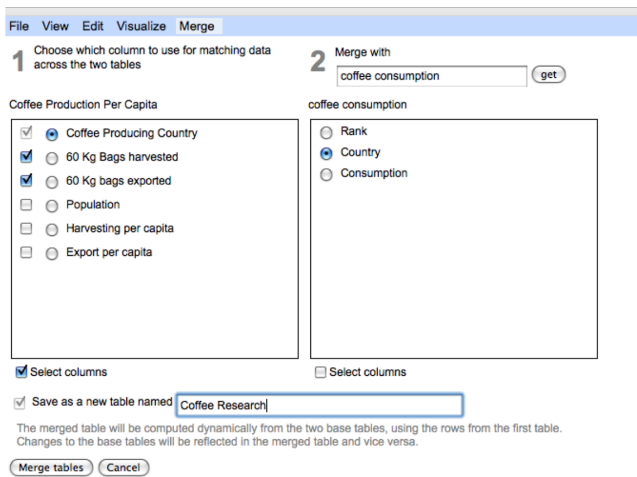 File View Edit Visualize Merge
1 Choose which column to use for matching data
across the two tables
2 Merge with
coffee consumption get
Coffee Production Per Capita
coffee consumption
Coffee Producing Country
60 Kg Bags harvested
60 Kg bags exported
Population
Harvesting per capita
Export per capita
Rank
Country
Consumption
Select columns
Select columns
Save as a new table named Coffee Research
The merged table will be computed dynamically from the two base tables, using the rows from the first table.
Changes to the base tables will be reflected in the merged table and vice versa.
Merge tables Cancel